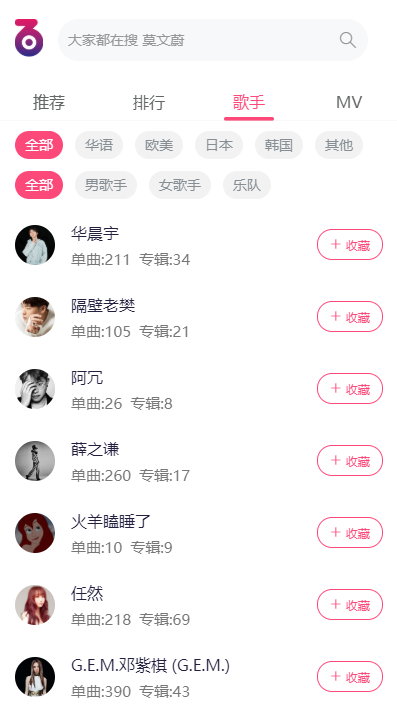 大家都在搜 莫文蔚
推荐 排行 歌手 MV
全部 华语 欧美 日本 韩国 其他
全部 男歌手 女歌手 乐队
华晨宇
单曲:211 专辑:34
+ 收藏
隔壁老樊
单曲:105 专辑:21
+ 收藏
阿冗
单曲:26 专辑:8
+ 收藏
薛之谦
单曲:260 专辑:17
+ 收藏
火羊瞌睡了
单曲:10 专辑:9
+ 收藏
任然
单曲:218 专辑:69
+ 收藏
G.E.M.邓紫棋 (G.E.M.)
单曲:390 专辑:43
+ 收藏